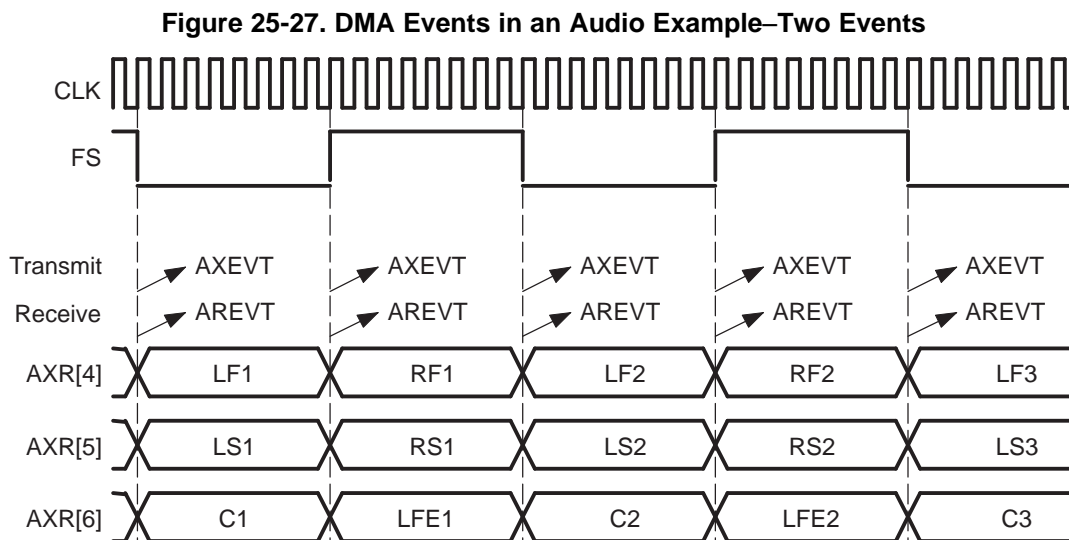 Figure 25-27. DMA Events in an Audio Example–Two Events
CLK
FS
Transmit AXEVT AXEVT AXEVT AXEVT AXEVT
Receive AREVT AREVT AREVT AREVT AREVT
AXR[4] LF1 RF1 LF2 RF2 LF3
AXR[5] LS1 RS1 LS2 RS2 LS3
AXR[6] C1 LFE1 C2 LFE2 C3